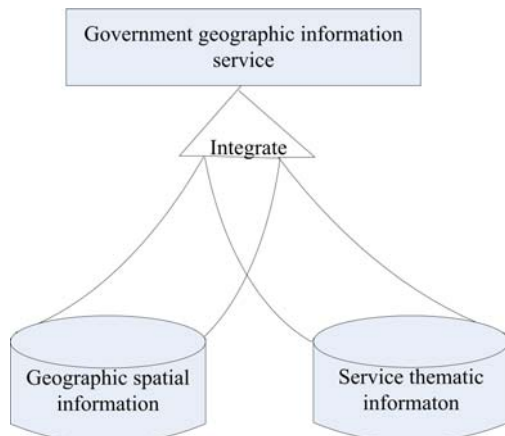 Government geographic information
service
Integrate
Geographic spatial
information
Service thematic
informaton